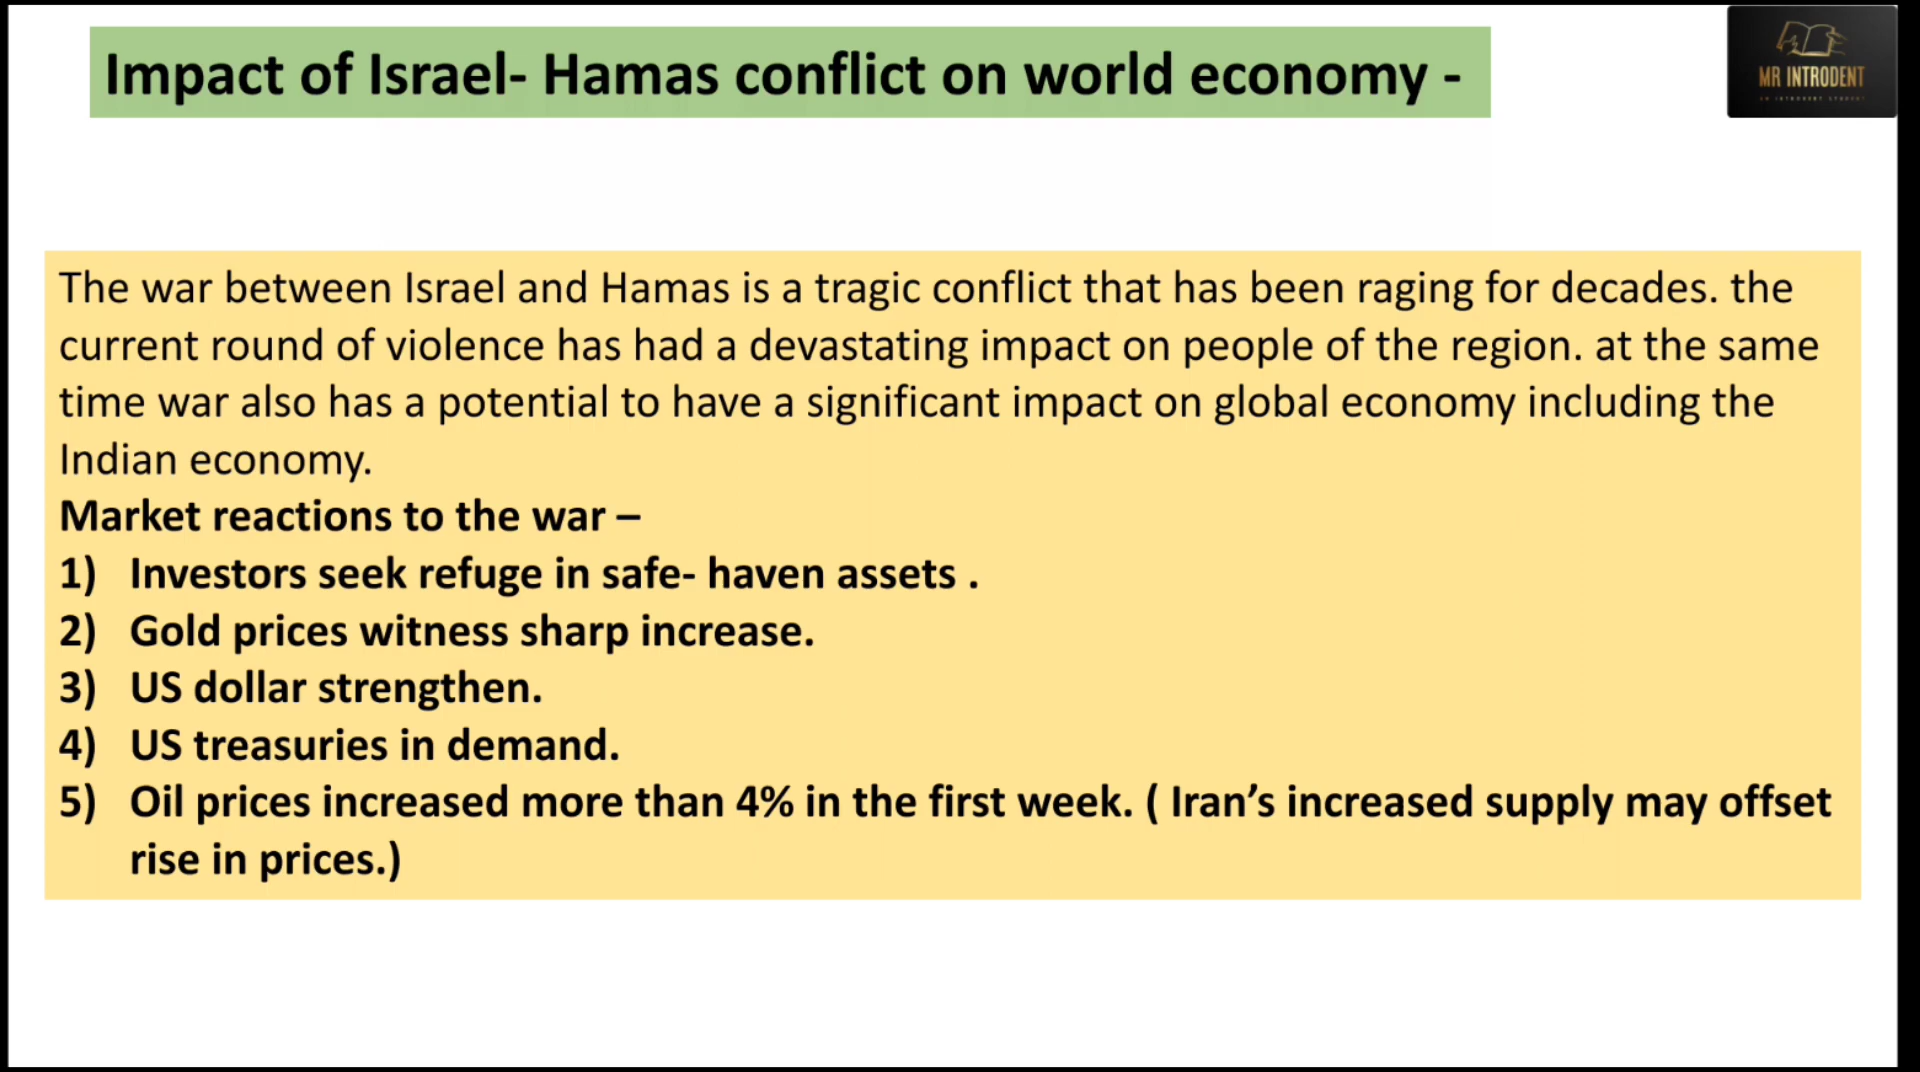 Impact of Israel- Hamas conflict on world economy -
MR INTRODENT
The war between Israel and Hamas is a tragic conflict that has been raging for decades. the
current round of violence has had a devastating impact on people of the region. at the same
time war also has a potential to have a significant impact on global economy including the
Indian economy.
Market reactions to the war –
1) Investors seek refuge in safe- haven assets .
2) Gold prices witness sharp increase.
3) US dollar strengthen.
4) US treasuries in demand.
5) Oil prices increased more than 4% in the first week. ( Iran’s increased supply may offset
rise in prices.)